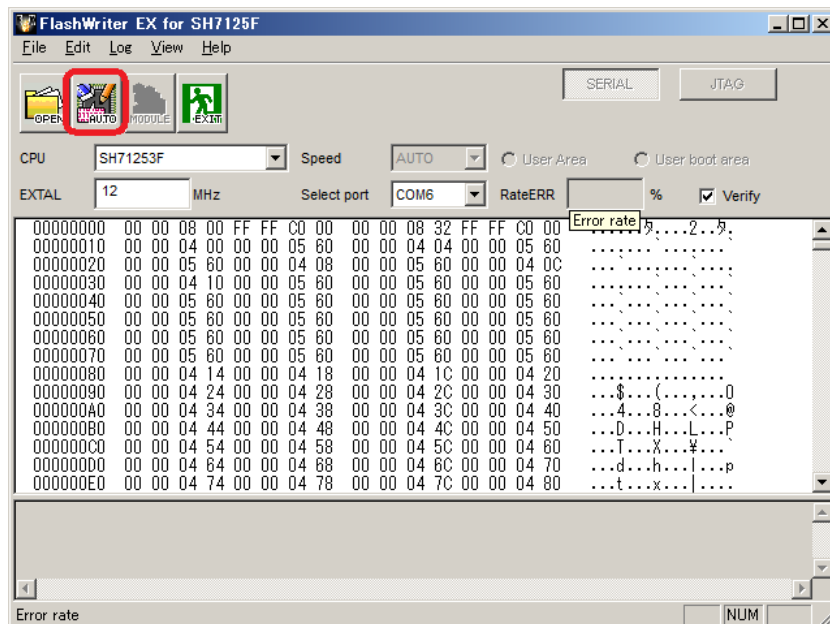 FlashWriter EX for SH7125F
File Edit Log View Help
OPEN AUTO MODULE EXIT SERIAL JTAG
CPU SH71253F Speed AUTO User Area User boot area
EXTAL 12 MHz Select port COM6 RateERR % Verify
Error rate
00000000 00 00 08 00 FF FF C0 00 00 00 08 32 FF FF C0 00 .......ﾀ....2..ﾀ.
00000010 00 00 04 00 00 00 05 60 00 00 04 04 00 00 05 60 .......`.......`
00000020 00 00 05 60 00 00 04 08 00 00 05 60 00 00 04 0C ...`.......`....
00000030 00 00 04 10 00 00 05 60 00 00 05 60 00 00 05 60 .......`...`...`
00000040 00 00 05 60 00 00 05 60 00 00 05 60 00 00 05 60 ...`...`...`...`
00000050 00 00 05 60 00 00 05 60 00 00 05 60 00 00 05 60 ...`...`...`...`
00000060 00 00 05 60 00 00 05 60 00 00 05 60 00 00 05 60 ...`...`...`...`
00000070 00 00 05 60 00 00 05 60 00 00 05 60 00 00 05 60 ...`...`...`...`
00000080 00 00 04 14 00 00 04 18 00 00 04 1C 00 00 04 20 ...............
00000090 00 00 04 24 00 00 04 28 00 00 04 2C 00 00 04 30 ...$...(...,...0
000000A0 00 00 04 34 00 00 04 38 00 00 04 3C 00 00 04 40 ...4...8...<...@
000000B0 00 00 04 44 00 00 04 48 00 00 04 4C 00 00 04 50 ...D...H...L...P
000000C0 00 00 04 54 00 00 04 58 00 00 04 5C 00 00 04 60 ...T...X...¥...`
000000D0 00 00 04 64 00 00 04 68 00 00 04 6C 00 00 04 70 ...d...h...l...p
000000E0 00 00 04 74 00 00 04 78 00 00 04 7C 00 00 04 80 ...t...x...|....
Error rate NUM